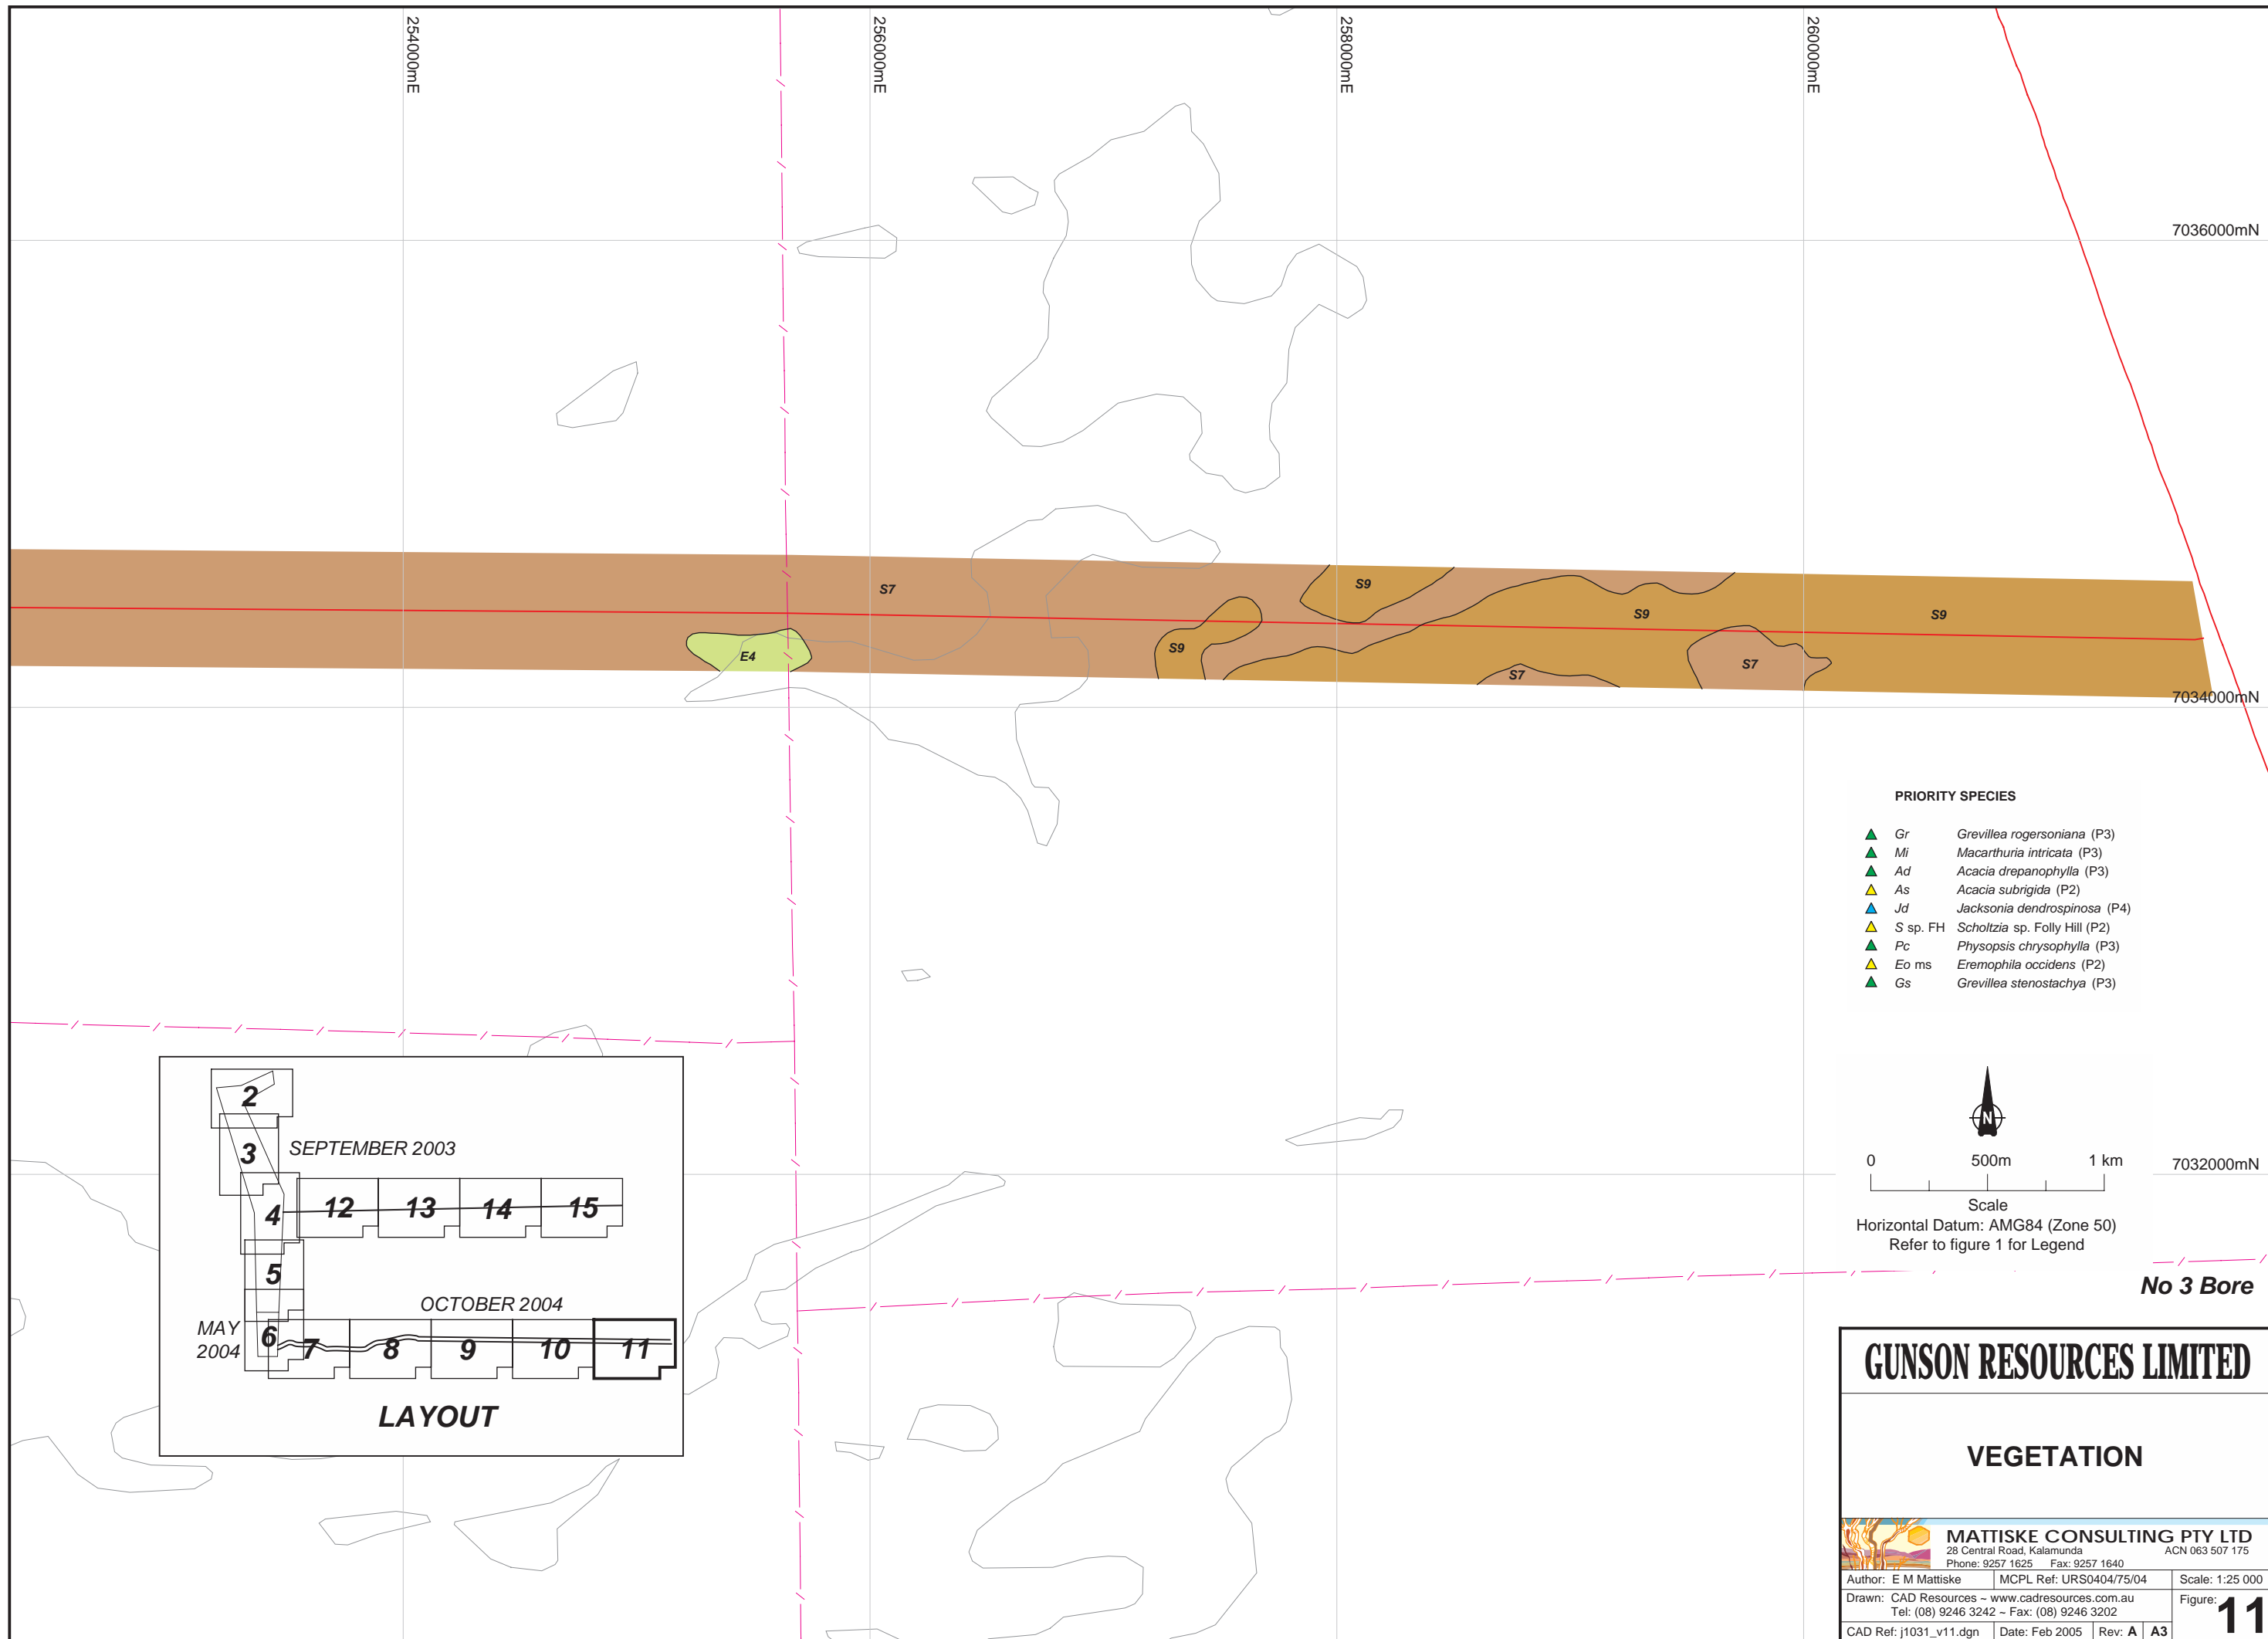 254000mE
256000mE
258000mE
260000mE
7036000mN
S7
S9
S9
S9
S9
E4
S7
S7
7034000mN
PRIORITY SPECIES
Gr Grevillea rogersoniana (P3)
Mi Macarthuria intricata (P3)
Ad Acacia drepanophylla (P3)
As Acacia subrigida (P2)
Jd Jacksonia dendrospinosa (P4)
S sp. FH Scholtzia sp. Folly Hill (P2)
Pc Physopsis chrysophylla (P3)
Eo ms Eremophila occidens (P2)
Gs Grevillea stenostachya (P3)
N
0 500m 1 km
Scale
Horizontal Datum: AMG84 (Zone 50)
Refer to figure 1 for Legend
7032000mN
No 3 Bore
2
3
SEPTEMBER 2003
4
12 13 14 15
5
OCTOBER 2004
MAY
2004
6 7 8 9 10 11
LAYOUT
GUNSON RESOURCES LIMITED
VEGETATION
MATTISKE CONSULTING PTY LTD
28 Central Road, Kalamunda ACN 063 507 175
Phone: 9257 1625 Fax: 9257 1640
Author: E M Mattiske MCPL Ref: URS0404/75/04 Scale: 1:25 000
Drawn: CAD Resources ~ www.cadresources.com.au
Tel: (08) 9246 3242 ~ Fax: (08) 9246 3202
Figure: 11
CAD Ref: j1031_v11.dgn Date: Feb 2005 Rev: A A3